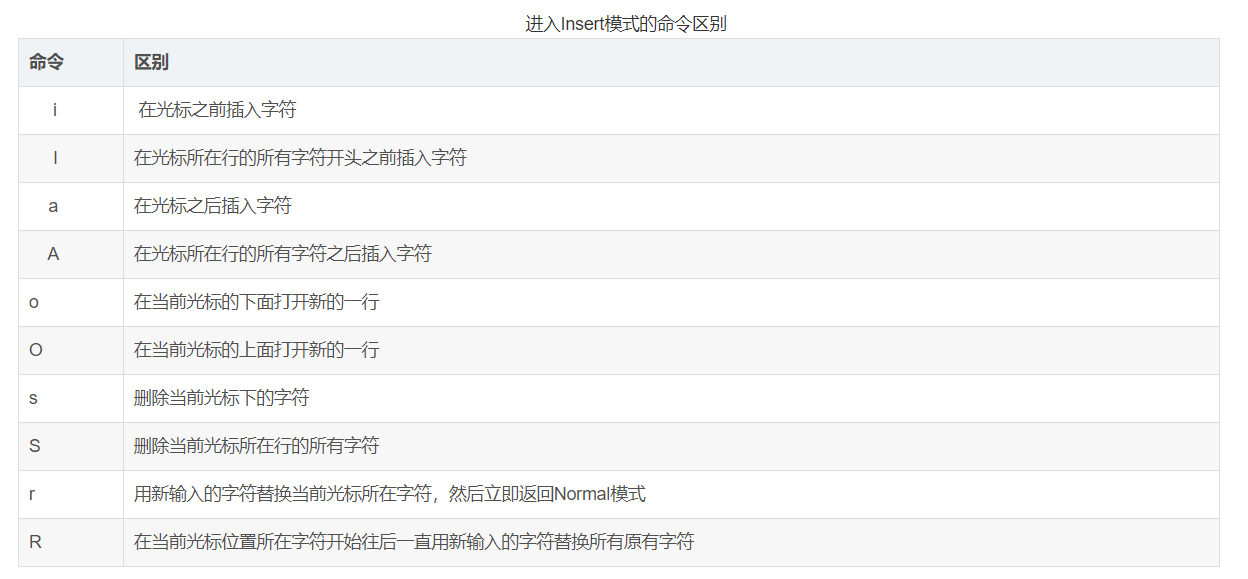 进入Insert模式的命令区别
命令 区别
i 在光标之前插入字符
I 在光标所在行的所有字符开头之前插入字符
a 在光标之后插入字符
A 在光标所在行的所有字符之后插入字符
o 在当前光标的下面打开新的一行
O 在当前光标的上面打开新的一行
s 删除当前光标下的字符
S 删除当前光标所在行的所有字符
r 用新输入的字符替换当前光标所在字符，然后立即返回Normal模式
R 在当前光标位置所在字符开始往后一直用新输入的字符替换所有原有字符